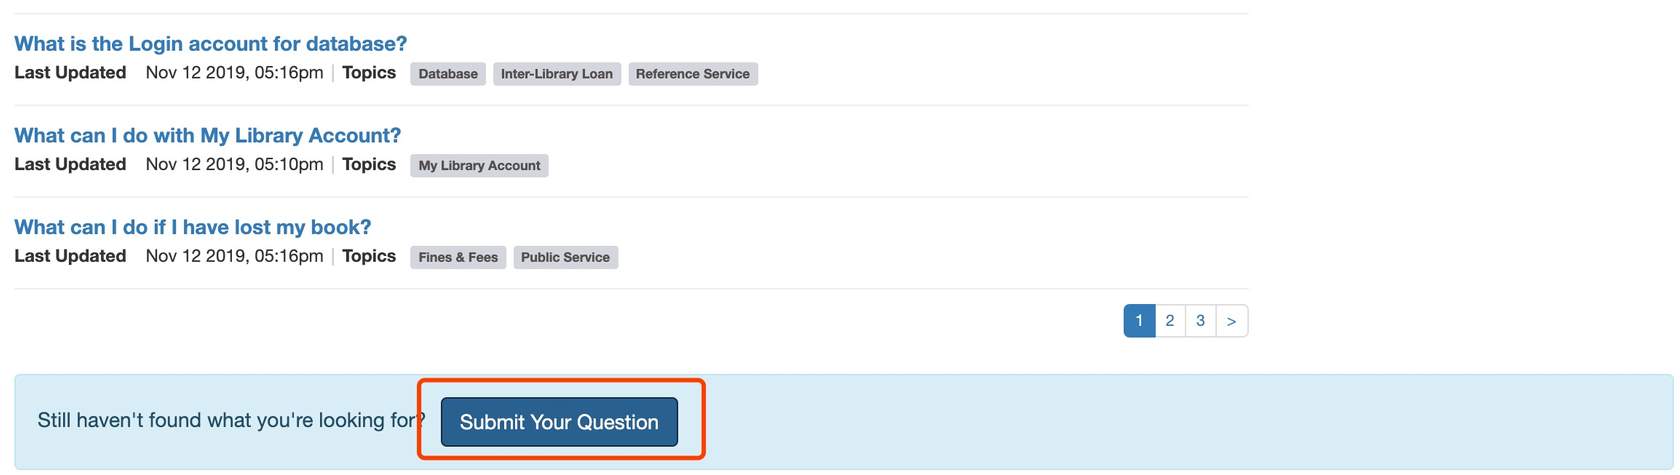 What is the Login account for database?
Last Updated Nov 12 2019, 05:16pm Topics Database Inter-Library Loan Reference Service
What can I do with My Library Account?
Last Updated Nov 12 2019, 05:10pm Topics My Library Account
What can I do if I have lost my book?
Last Updated Nov 12 2019, 05:16pm Topics Fines & Fees Public Service
1 2 3 >
Still haven't found what you're looking for? Submit Your Question